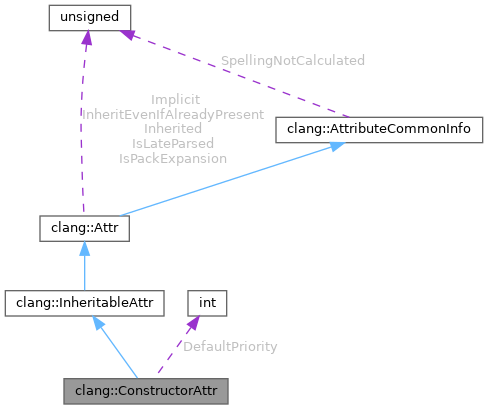 unsigned
SpellingNotCalculated
Implicit
InheritEvenIfAlreadyPresent
Inherited
IsLateParsed
IsPackExpansion
clang::AttributeCommonInfo
clang::Attr
clang::InheritableAttr
int
DefaultPriority
clang::ConstructorAttr